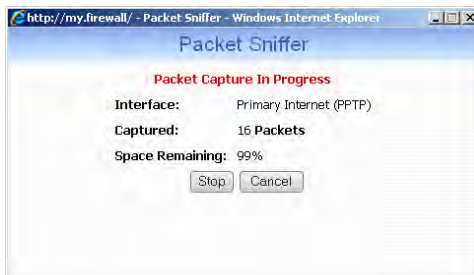 http://my.firewall/ - Packet Sniffer - Windows Internet Explorer
Packet Sniffer
Packet Capture In Progress
Interface: Primary Internet (PPTP)
Captured: 16 Packets
Space Remaining: 99%
Stop Cancel